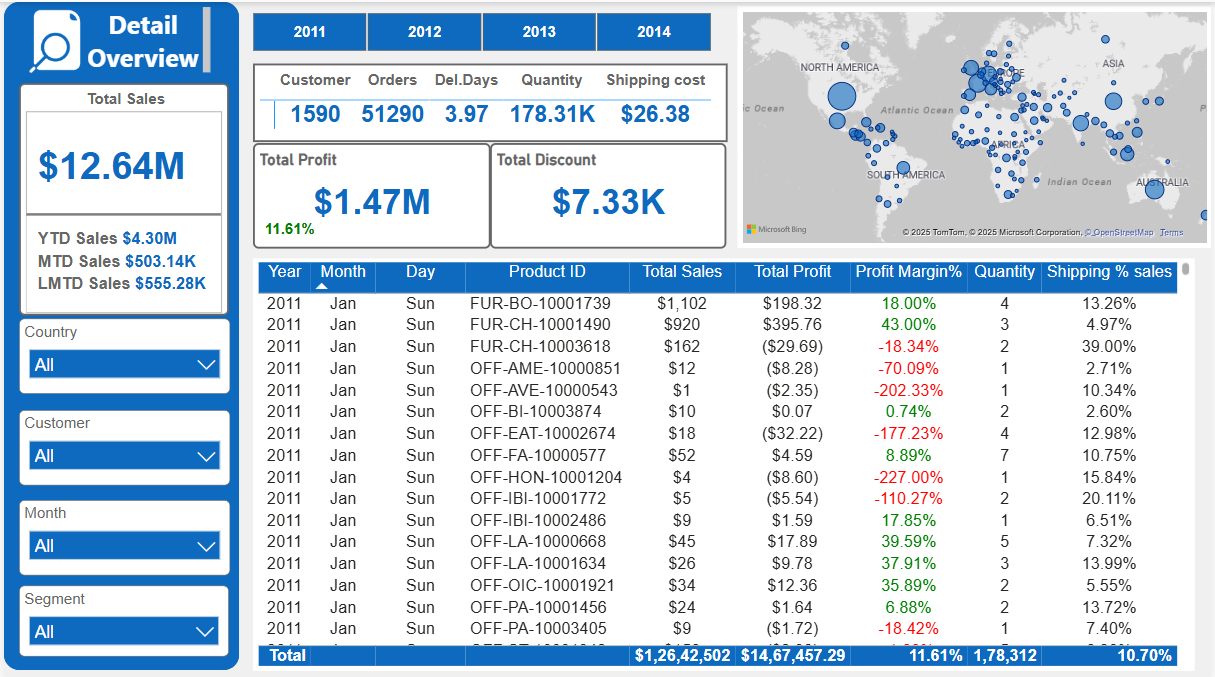 Detail
Overview
2011 2012 2013 2014
Total Sales
$12.64M
YTD Sales $4.30M
MTD Sales $503.14K
LMTD Sales $555.28K
Customer Orders Del.Days Quantity Shipping cost
1590 51290 3.97 178.31K $26.38
Total Profit
$1.47M
11.61%
Total Discount
$7.33K
NORTH AMERICA
EUROPE
ASIA
Atlantic Ocean
AFRICA
SOUTH AMERICA
Indian Ocean
AUSTRALIA
Microsoft Bing
© 2025 TomTom, © 2025 Microsoft Corporation, © OpenStreetMap Terms
Country
All
Customer
All
Month
All
Segment
All
Year Month Day Product ID Total Sales Total Profit Profit Margin% Quantity Shipping % sales
2011 Jan Sun FUR-BO-10001739 $1,102 $198.32 18.00% 4 13.26%
2011 Jan Sun FUR-CH-10001490 $920 $395.76 43.00% 3 4.97%
2011 Jan Sun FUR-CH-10003618 $162 ($29.69) -18.34% 2 39.00%
2011 Jan Sun OFF-AME-10000851 $12 ($8.28) -70.09% 1 2.71%
2011 Jan Sun OFF-AVE-10000543 $1 ($2.35) -202.33% 1 10.34%
2011 Jan Sun OFF-BI-10003874 $10 $0.07 0.74% 2 2.60%
2011 Jan Sun OFF-EAT-10002674 $18 ($32.22) -177.23% 4 12.98%
2011 Jan Sun OFF-FA-10000577 $52 $4.59 8.89% 7 10.75%
2011 Jan Sun OFF-HON-10001204 $4 ($8.60) -227.00% 1 15.84%
2011 Jan Sun OFF-IBI-10001772 $5 ($5.54) -110.27% 2 20.11%
2011 Jan Sun OFF-IBI-10002486 $9 $1.59 17.85% 1 6.51%
2011 Jan Sun OFF-LA-10000668 $45 $17.89 39.59% 5 7.32%
2011 Jan Sun OFF-LA-10001634 $26 $9.78 37.91% 3 13.99%
2011 Jan Sun OFF-OIC-10001921 $34 $12.36 35.89% 2 5.55%
2011 Jan Sun OFF-PA-10001456 $24 $1.64 6.88% 2 13.72%
2011 Jan Sun OFF-PA-10003405 $9 ($1.72) -18.42% 1 7.40%
Total $1,26,42,502 $14,67,457.29 11.61% 1,78,312 10.70%